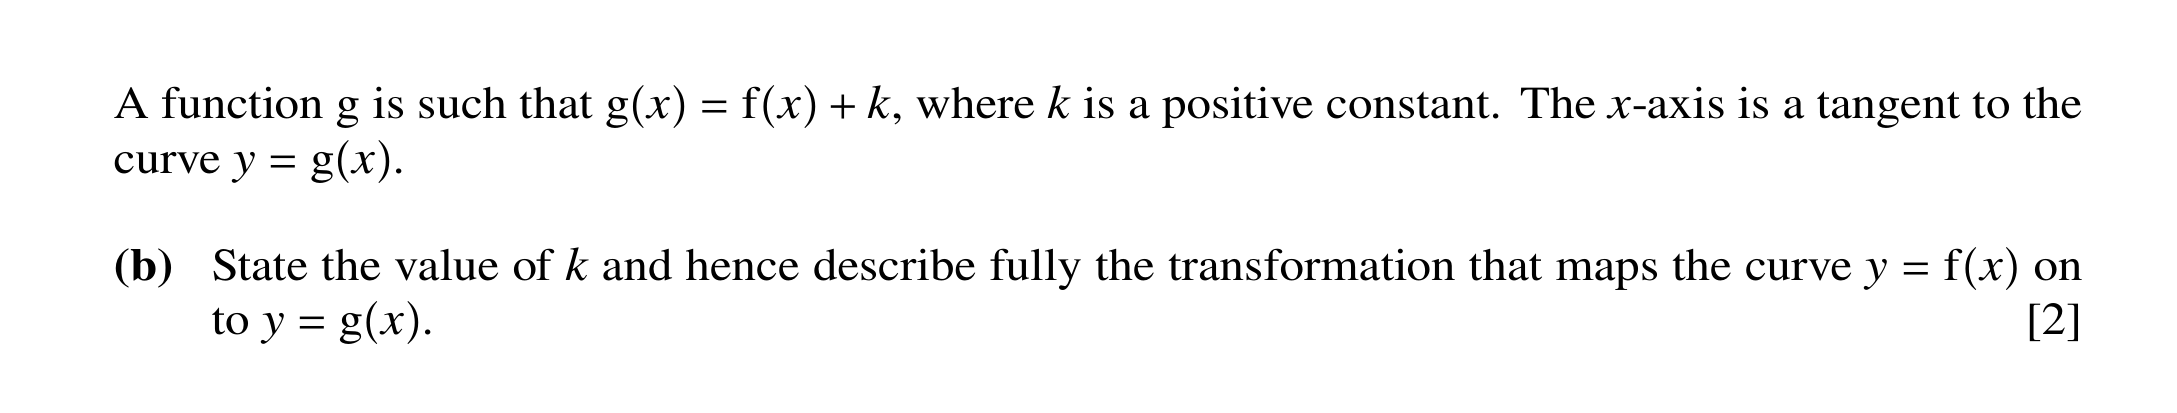 A function g is such that g(x) = f(x) + k, where k is a positive constant. The x-axis is a tangent to the
curve y = g(x).
(b) State the value of k and hence describe fully the transformation that maps the curve y = f(x) on
to y = g(x). [2]